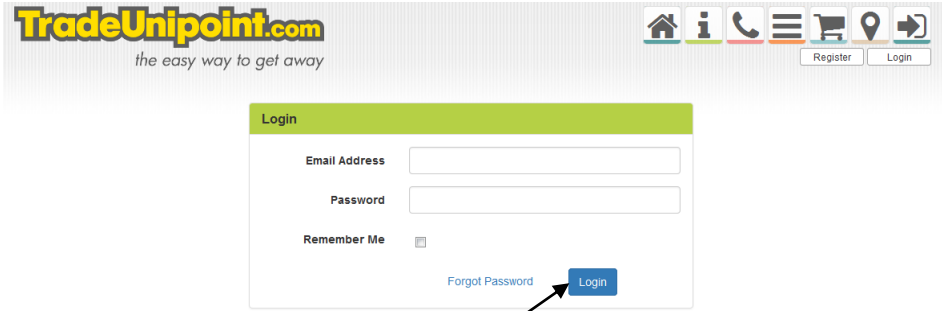 TradeUnipoint.com
the easy way to get away
Register Login
Login
Email Address
Password
Remember Me
Forgot Password Login